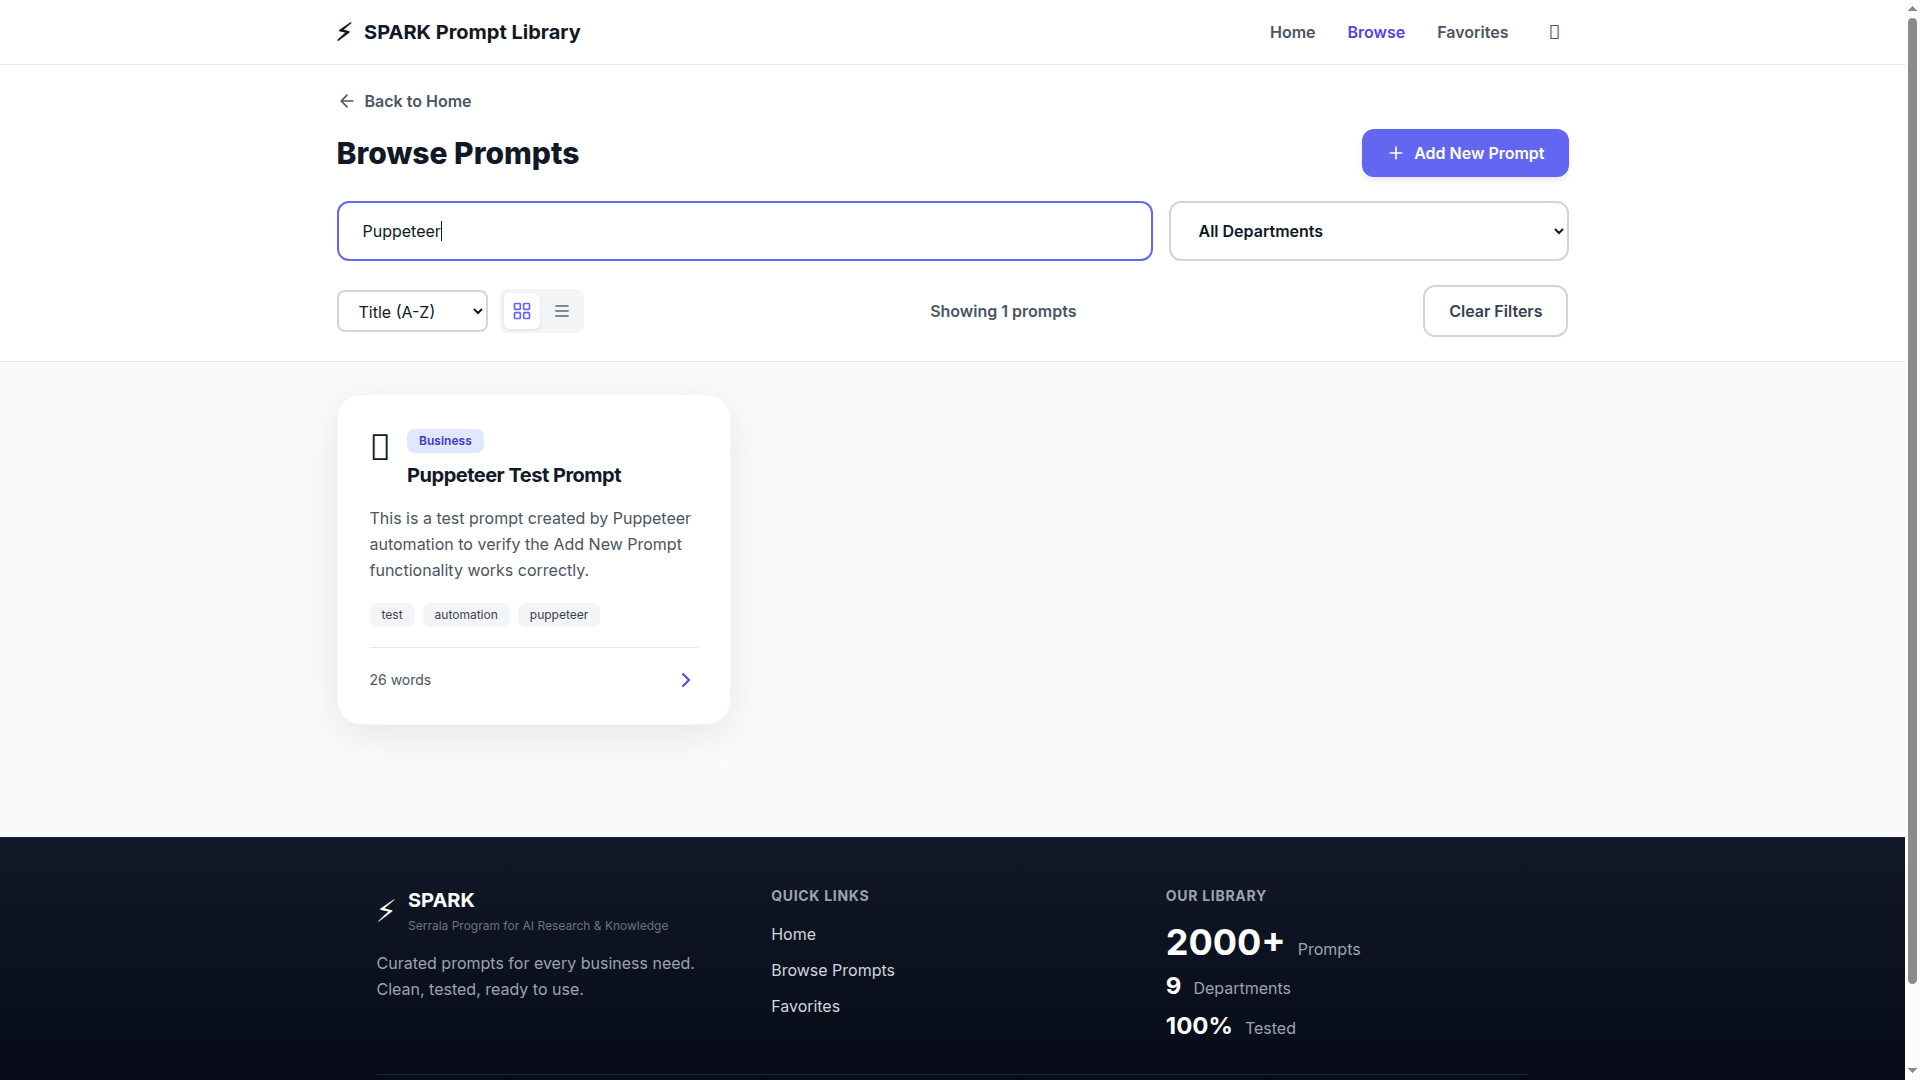 SPARK Prompt Library
Home
Browse
Favorites
Back to Home
Browse Prompts
Add New Prompt
Puppeteer
All Departments
Title (A-Z)
Showing 1 prompts
Clear Filters
Business
Puppeteer Test Prompt
This is a test prompt created by Puppeteer
automation to verify the Add New Prompt
functionality works correctly.
test
automation
puppeteer
26 words
SPARK
Serrala Program for AI Research & Knowledge
Curated prompts for every business need.
Clean, tested, ready to use.
QUICK LINKS
Home
Browse Prompts
Favorites
OUR LIBRARY
2000+ Prompts
9 Departments
100% Tested